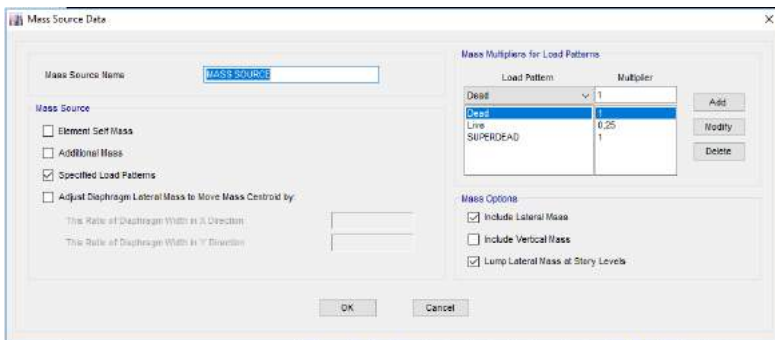 Mass Source Data
Mass Source Name
MASS SOURCE
Mass Source
Element Self Mass
Additional Mass
Specified Load Patterns
Adjust Diaphragm Lateral Mass to Move Mass Centroid by:
This Ratio of Diaphragm Width in X Direction
This Ratio of Diaphragm Width in Y Direction
Mass Multipliers for Load Patterns
Load Pattern Multiplier
Dead 1
Dead 1
Live 0,25
SUPERDEAD 1
Add
Modify
Delete
Mass Options
Include Lateral Mass
Include Vertical Mass
Lump Lateral Mass at Story Levels
OK Cancel